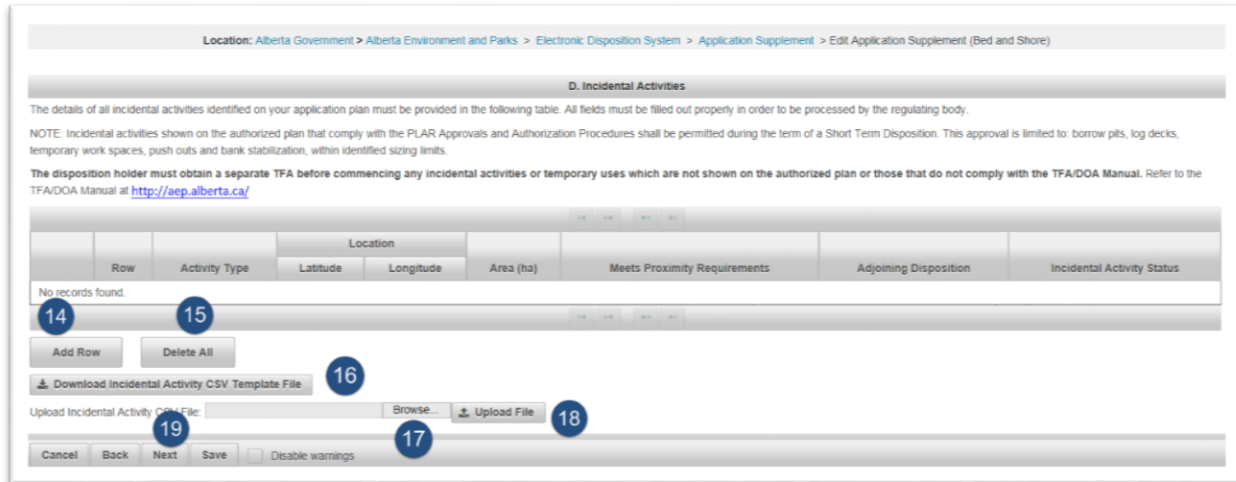 Location: Alberta Government > Alberta Environment and Parks > Electronic Disposition System > Application Supplement > Edit Application Supplement (Bed and Shore)
D. Incidental Activities
The details of all incidental activities identified on your application plan must be provided in the following table. All fields must be filled out properly in order to be processed by the regulating body.
NOTE: Incidental activities shown on the authorized plan that comply with the PLAR Approvals and Authorization Procedures shall be permitted during the term of a Short Term Disposition. This approval is limited to: borrow pits, log decks,
temporary work spaces, push outs and bank stabilization, within identified sizing limits.
The disposition holder must obtain a separate TFA before commencing any incidental activities or temporary uses which are not shown on the authorized plan or those that do not comply with the TFA/DOA Manual. Refer to the
TFA/DOA Manual at http://aep.alberta.ca/
Location
Row Activity Type Latitude Longitude Area (ha) Meets Proximity Requirements Adjoining Disposition Incidental Activity Status
No records found.
14 15
Add Row Delete All
16
Download Incidental Activity CSV Template File
Upload Incidental Activity CSV File: Browse... Upload File
18
19 17
Cancel Back Next Save Disable warnings